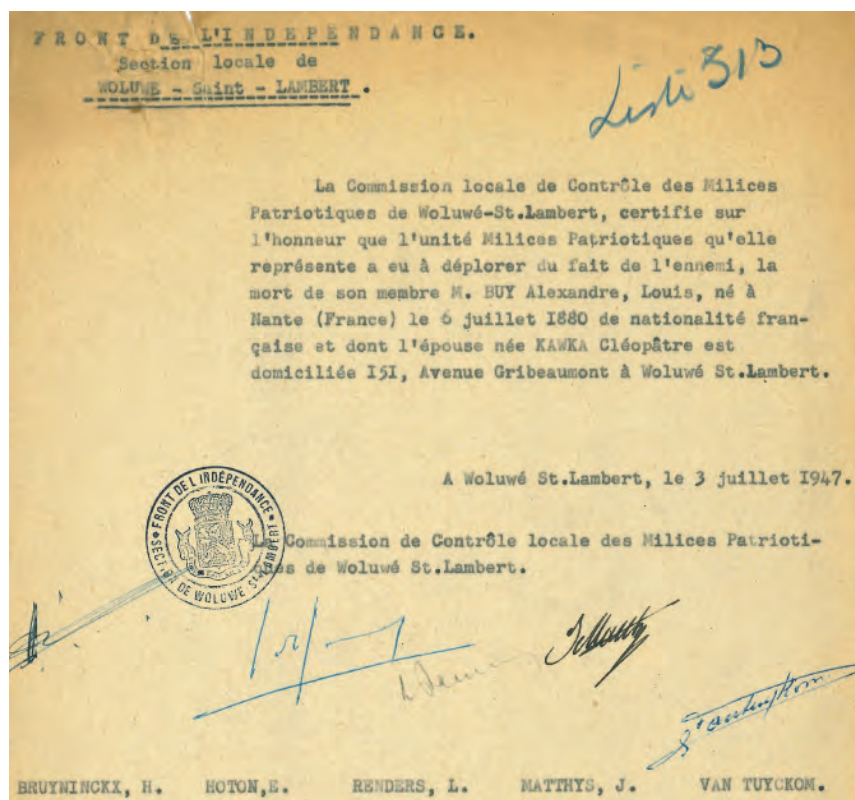 FRONT DE L'INDEPENDANCE.
Section locale de
WOLUWE - Saint - LAMBERT.
Liste 313
La Commission locale de Contrôle des Milices
Patriotiques de Woluwé-St.Lambert, certifie sur
l'honneur que l'unité Milices Patriotiques qu'elle
représente a eu à déplorer du fait de l'ennemi, la
mort de son membre M. BUY Alexandre, Louis, né à
Nante (France) le 6 juillet I880 de nationalité fran-
çaise et dont l'épouse née KAWKA Cléopâtre est
domiciliée I5I, Avenue Gribeaumont à Woluwé St.Lambert.
A Woluwé St.Lambert, le 3 juillet I947.
FRONT DE L'INDÉPENDANCE
SECTION DE WOLUWE ST-LAMBERT
La Commission de Contrôle locale des Milices Patrioti-
ques de Woluwé St.Lambert.
BRUYNINCKX, H. HOTON,E. RENDERS, L. MATTHYS, J. VAN TUYCKOM.